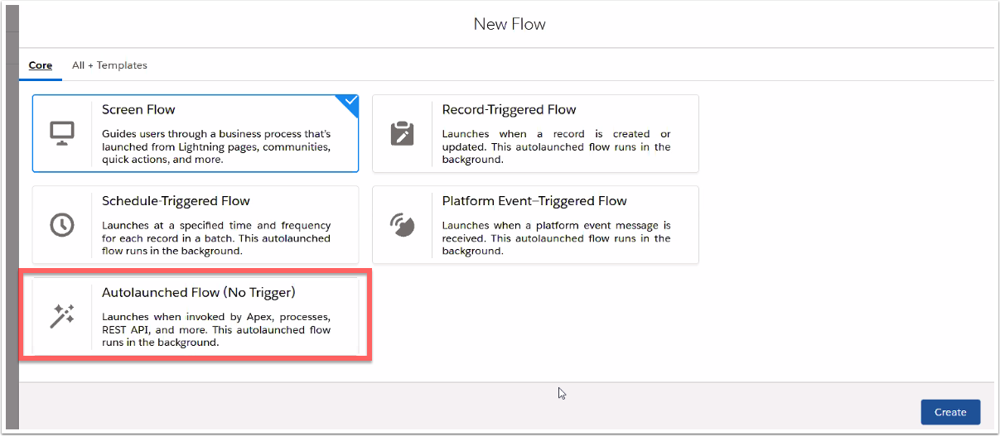 New Flow
Core
All + Templates
Screen Flow
Guides users through a business process that's
launched from Lightning pages, communities,
quick actions, and more.
Record-Triggered Flow
Launches when a record is created or
updated. This autolaunched flow runs in the
background.
Schedule-Triggered Flow
Launches at a specified time and frequency
for each record in a batch. This autolaunched
flow runs in the background.
Platform Event–Triggered Flow
Launches when a platform event message is
received. This autolaunched flow runs in the
background.
Autolaunched Flow (No Trigger)
Launches when invoked by Apex, processes,
REST API, and more. This autolaunched flow
runs in the background.
Create